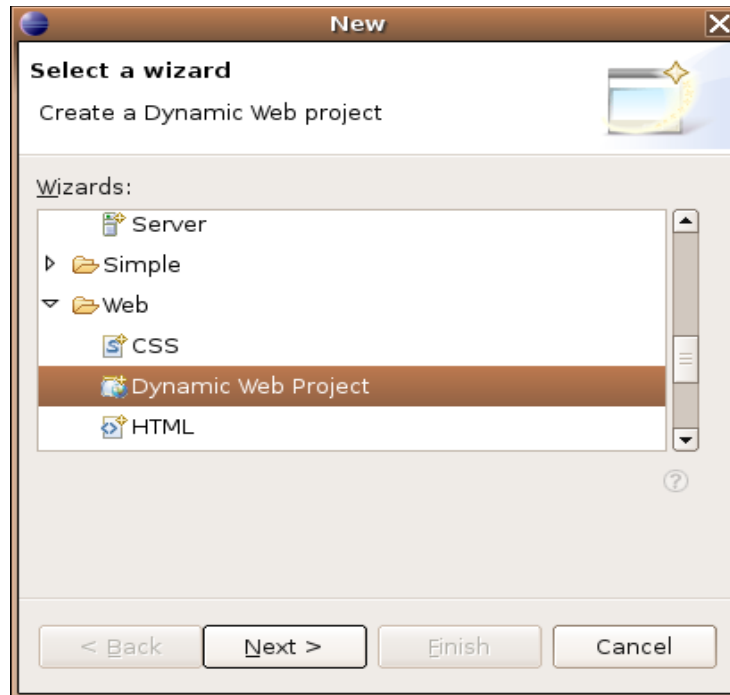 New
Select a wizard
Create a Dynamic Web project
Wizards:
Server
Simple
Web
CSS
Dynamic Web Project
HTML
< Back Next > Finish Cancel